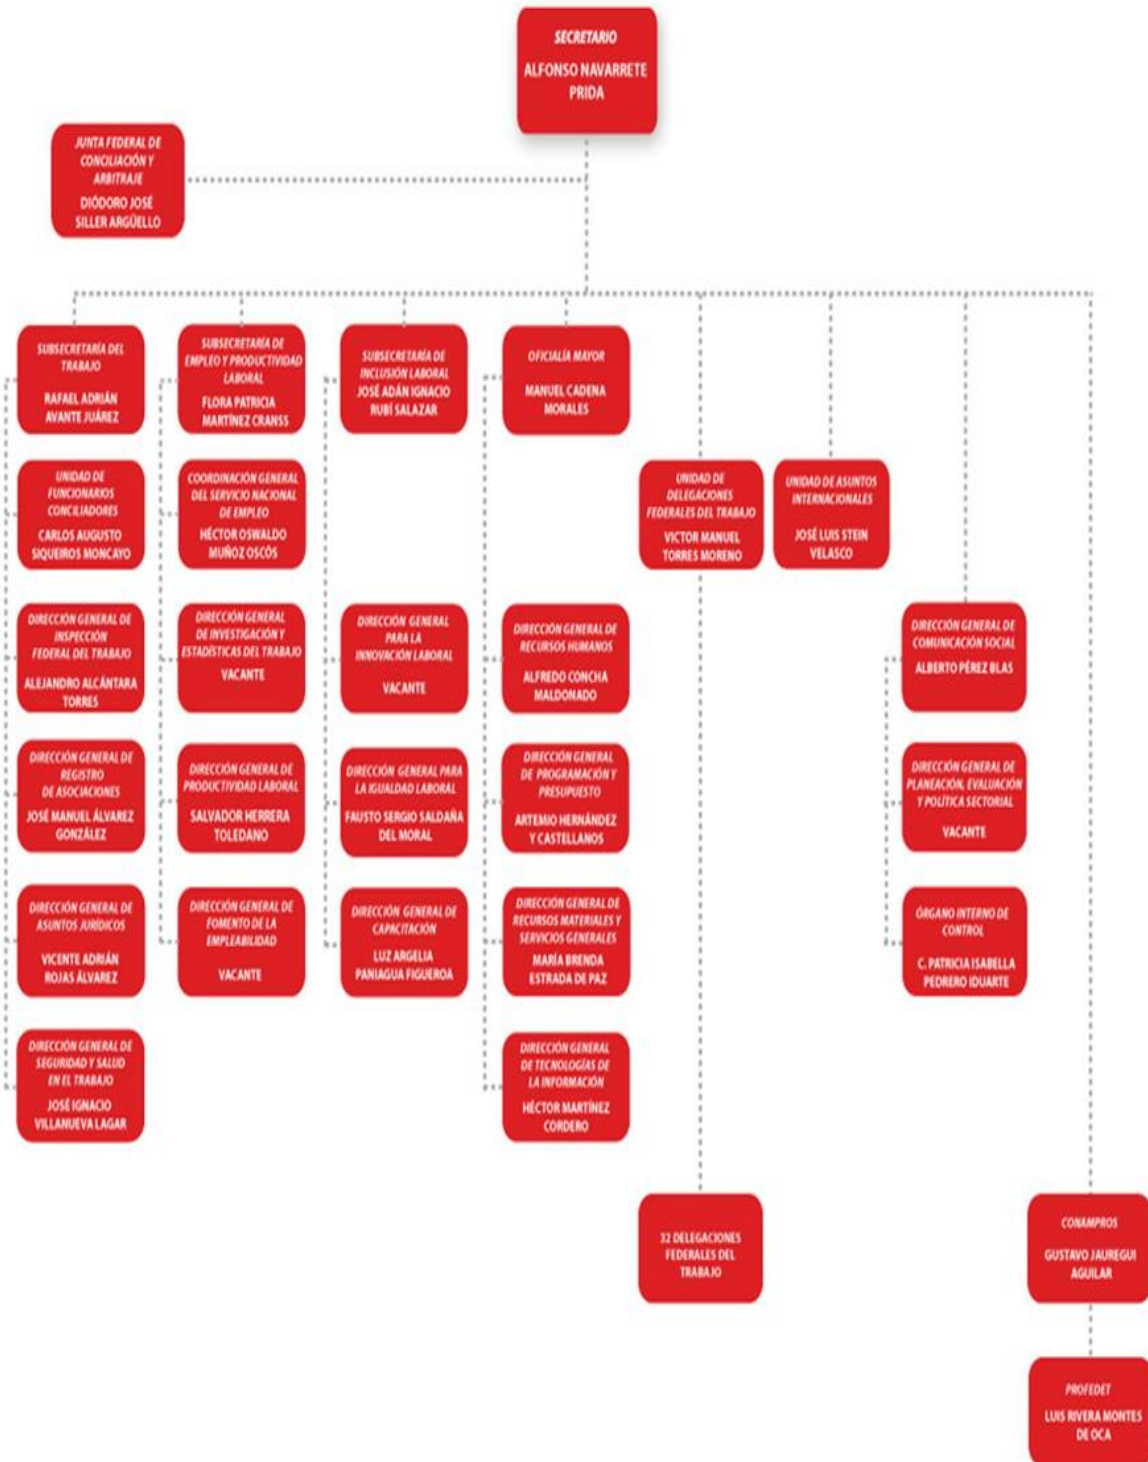 SECRETARIO
ALFONSO NAVARRETE
PRIDA
JUNTA FEDERAL DE
CONCILIACIÓN Y
ARBITRAJE
DIÓDORO JOSÉ
SILLER ARGÜELLO
SUBSECRETARÍA DEL
TRABAJO
RAFAEL ADRIÁN
AVANTE JUÁREZ
SUBSECRETARÍA DE
EMPLEO Y PRODUCTIVIDAD
LABORAL
FLORA PATRICIA
MARTÍNEZ CRANSS
SUBSECRETARÍA DE
INCLUSIÓN LABORAL
JOSÉ ADÁN IGNACIO
RUBÍ SALAZAR
OFICIALÍA MAYOR
MANUEL CADENA
MORALES
UNIDAD DE
FUNCIONARIOS
CONCILIADORES
CARLOS AUGUSTO
SIQUEIROS MONCAYO
COORDINACIÓN GENERAL
DEL SERVICIO NACIONAL
DE EMPLEO
HÉCTOR OSWALDO
MUÑOZ OSCÓS
UNIDAD DE
DELEGACIONES
FEDERALES DEL TRABAJO
VICTOR MANUEL
TORRES MORENO
UNIDAD DE ASUNTOS
INTERNACIONALES
JOSÉ LUIS STEIN
VELASCO
DIRECCIÓN GENERAL DE
INSPECCIÓN
FEDERAL DEL TRABAJO
ALEJANDRO ALCÁNTARA
TORRES
DIRECCIÓN GENERAL
DE INVESTIGACIÓN Y
ESTADÍSTICAS DEL TRABAJO
VACANTE
DIRECCIÓN GENERAL
PARA LA
INNOVACIÓN LABORAL
VACANTE
DIRECCIÓN GENERAL DE
RECURSOS HUMANOS
ALFREDO CONCHA
MALDONADO
DIRECCIÓN GENERAL DE
COMUNICACIÓN SOCIAL
ALBERTO PÉREZ BLAS
DIRECCIÓN GENERAL DE
REGISTRO
DE ASOCIACIONES
JOSÉ MANUEL ÁLVAREZ
GONZÁLEZ
DIRECCIÓN GENERAL DE
PRODUCTIVIDAD LABORAL
SALVADOR HERRERA
TOLEDANO
DIRECCIÓN GENERAL PARA
LA IGUALDAD LABORAL
FAUSTO SERGIO SALDAÑA
DEL MORAL
DIRECCIÓN GENERAL
DE PROGRAMACIÓN Y
PRESUPUESTO
ARTEMIO HERNÁNDEZ
Y CASTELLANOS
DIRECCIÓN GENERAL DE
PLANEACIÓN, EVALUACIÓN
Y POLÍTICA SECTORIAL
VACANTE
DIRECCIÓN GENERAL DE
ASUNTOS JURÍDICOS
VICENTE ADRIÁN
ROJAS ÁLVAREZ
DIRECCIÓN GENERAL DE
FOMENTO DE LA
EMPLEABILIDAD
VACANTE
DIRECCIÓN GENERAL DE
CAPACITACIÓN
LUZ ARGELIA
PANIAGUA FIGUEROA
DIRECCIÓN GENERAL DE
RECURSOS MATERIALES Y
SERVICIOS GENERALES
MARÍA BRENDA
ESTRADA DE PAZ
ÓRGANO INTERNO DE
CONTROL
C. PATRICIA ISABELLA
PEDRERO IDUARTE
DIRECCIÓN GENERAL DE
SEGURIDAD Y SALUD
EN EL TRABAJO
JOSÉ IGNACIO
VILLANUEVA LAGAR
DIRECCIÓN GENERAL
DE TECNOLOGÍAS DE
LA INFORMACIÓN
HÉCTOR MARTÍNEZ
CORDERO
32 DELEGACIONES
FEDERALES DEL
TRABAJO
CONAMPROS
GUSTAVO JAUREGUI
AGUILAR
PROFEDET
LUIS RIVERA MONTES
DE OCA